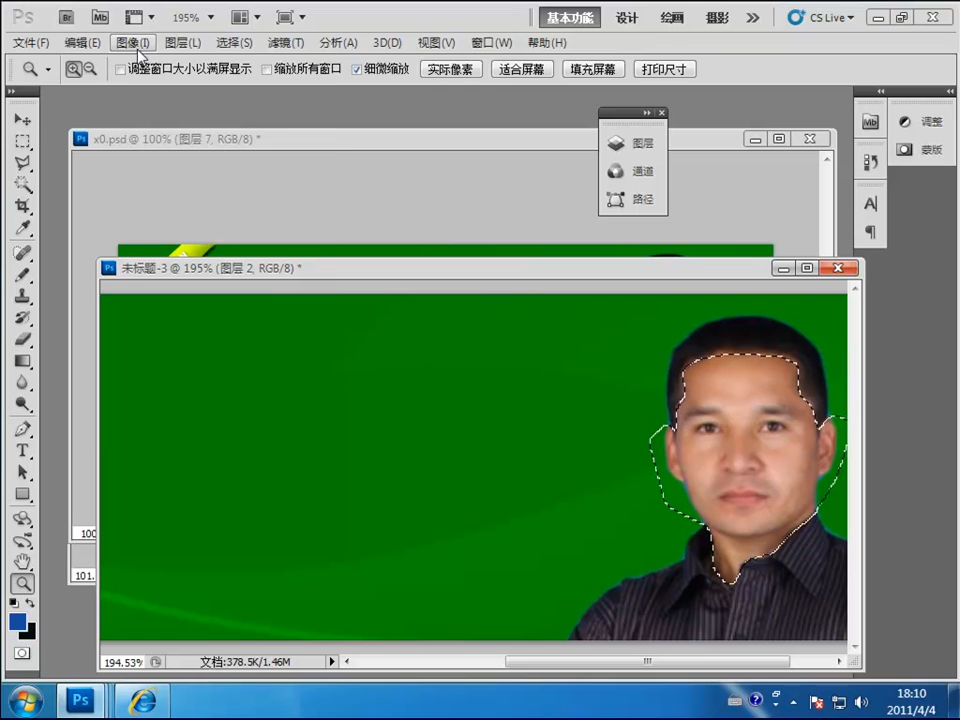 Ps Br Mb 195% 基本功能 设计 绘画 摄影 CS Live
文件(F) 编辑(E) 图像(I) 图层(L) 选择(S) 滤镜(T) 分析(A) 3D(D) 视图(V) 窗口(W) 帮助(H)
调整窗口大小以满屏显示 缩放所有窗口 细微缩放 实际像素 适合屏幕 填充屏幕 打印尺寸
x0.psd @ 100% (图层 7, RGB/8) *
图层
通道
路径
Mb 调整
蒙版
未标题-3 @ 195% (图层 2, RGB/8) *
100
101.
194.53% 文档:378.5K/1.46M
Ps
18:10
2011/4/4